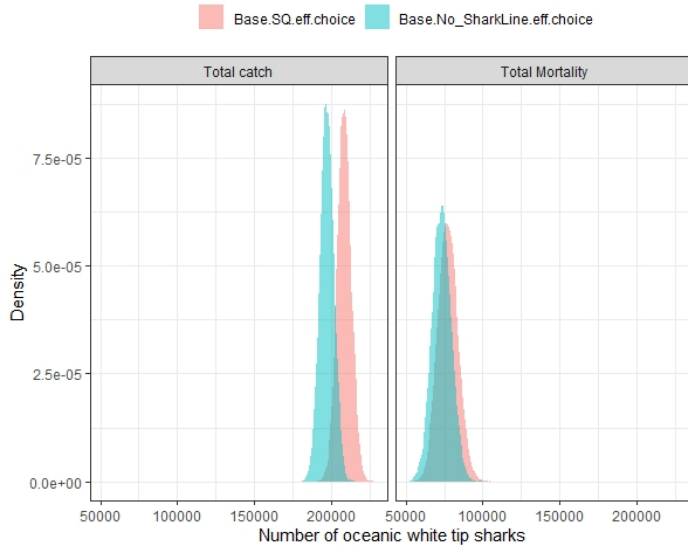 Base.SQ.eff.choice Base.No_SharkLine.eff.choice
Total catch Total Mortality
7.5e-05
5.0e-05
2.5e-05
0.0e+00
Density
50000 100000 150000 200000 50000 100000 150000 200000
Number of oceanic white tip sharks